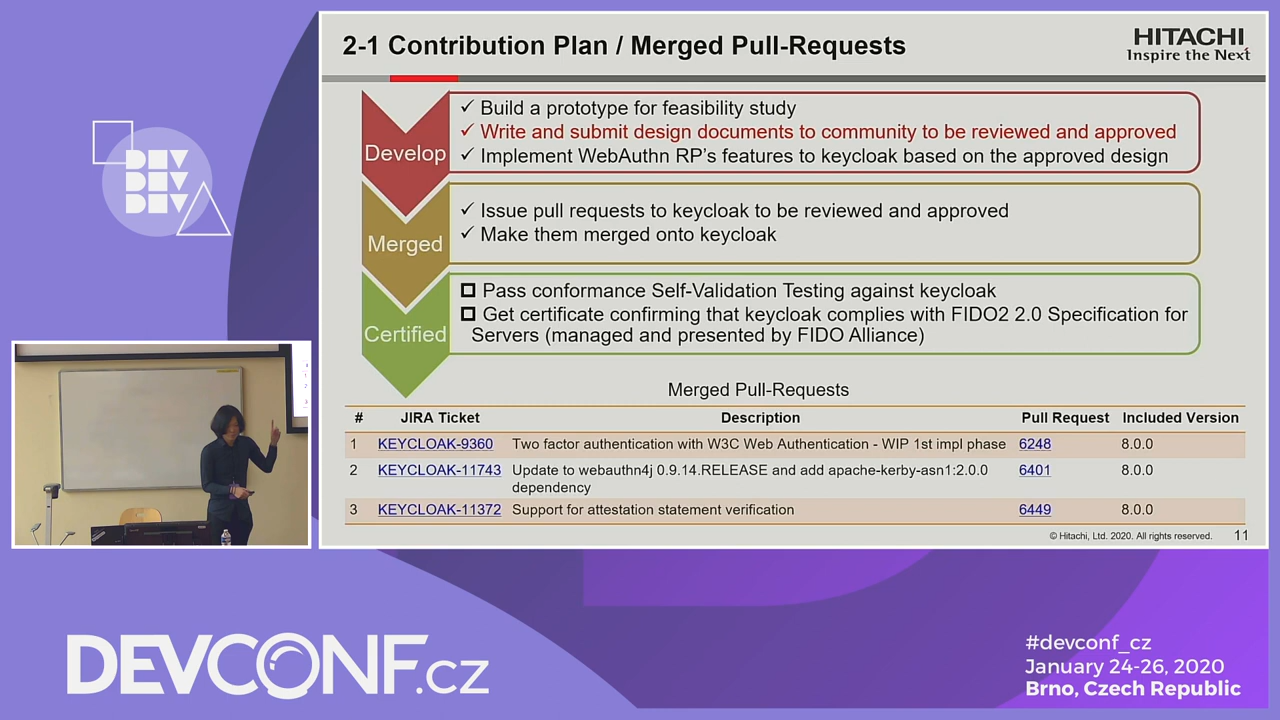 2-1 Contribution Plan / Merged Pull-Requests
HITACHI
Inspire the Next
DEV
DEV
DEV
Develop
✓ Build a prototype for feasibility study
✓ Write and submit design documents to community to be reviewed and approved
✓ Implement WebAuthn RP's features to keycloak based on the approved design
Merged
✓ Issue pull requests to keycloak to be reviewed and approved
✓ Make them merged onto keycloak
Certified
Pass conformance Self-Validation Testing against keycloak
Get certificate confirming that keycloak complies with FIDO2 2.0 Specification for
Servers (managed and presented by FIDO Alliance)
Merged Pull-Requests
# JIRA Ticket Description Pull Request Included Version
1 KEYCLOAK-9360 Two factor authentication with W3C Web Authentication - WIP 1st impl phase 6248 8.0.0
2 KEYCLOAK-11743 Update to webauthn4j 0.9.14.RELEASE and add apache-kerby-asn1:2.0.0 6401 8.0.0
dependency
3 KEYCLOAK-11372 Support for attestation statement verification 6449 8.0.0
© Hitachi, Ltd. 2020. All rights reserved. 11
DEVCONF.cz
#devconf_cz
January 24-26, 2020
Brno, Czech Republic